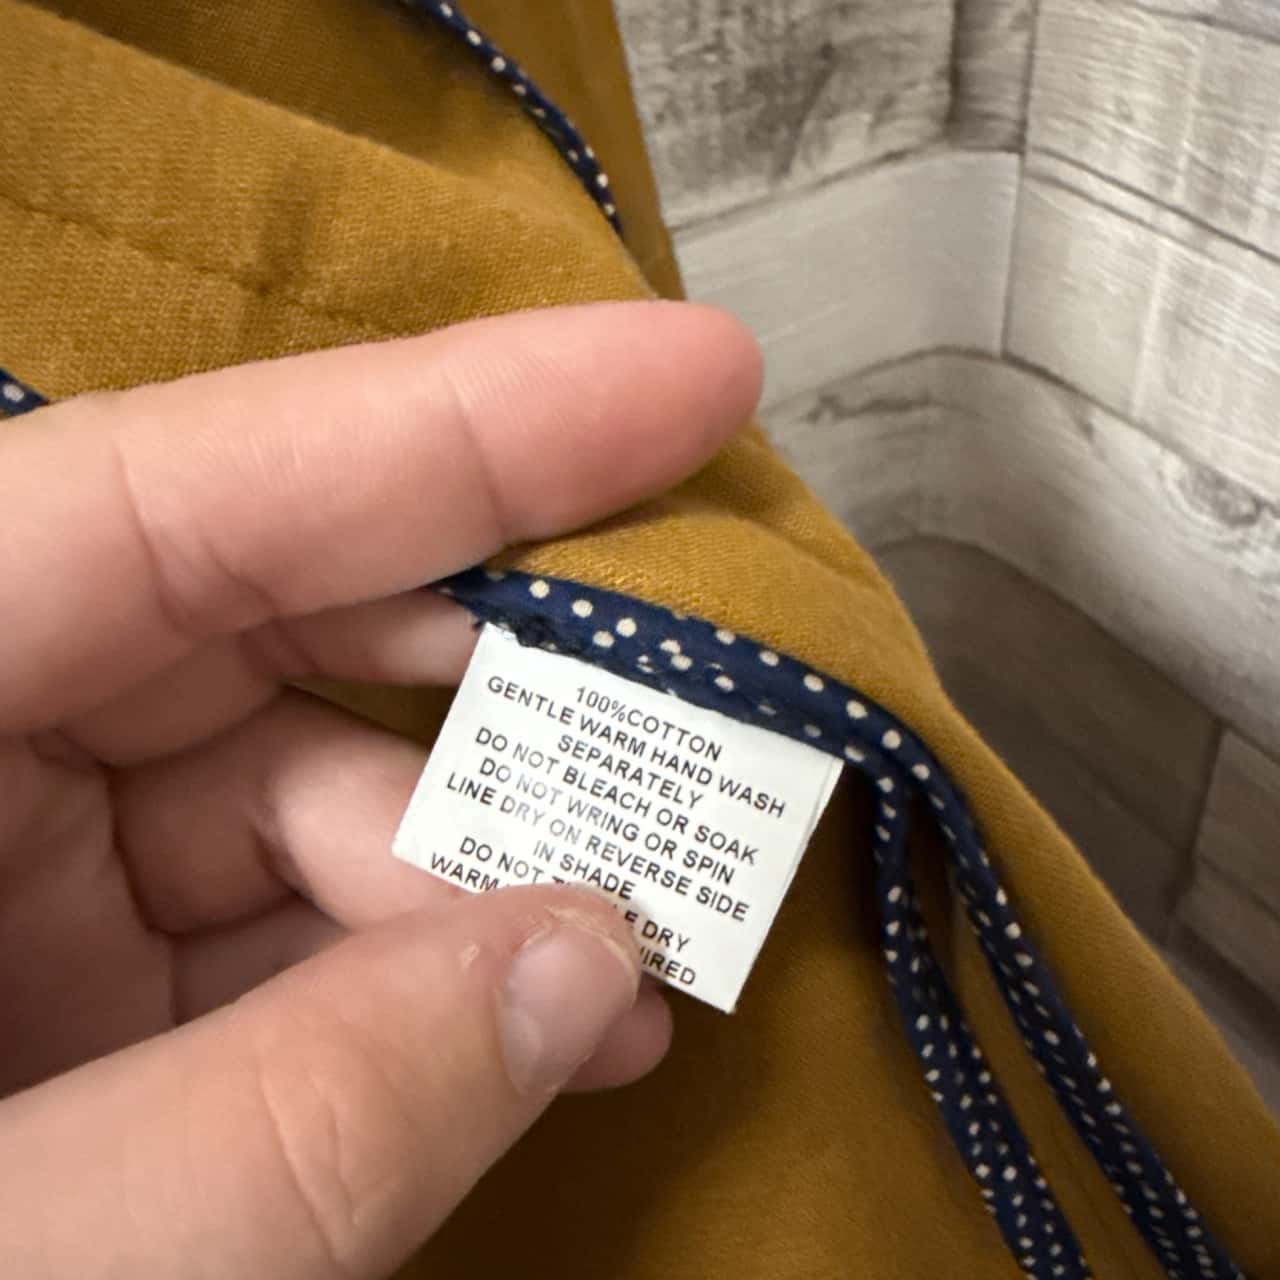 100%COTTON
GENTLE WARM HAND WASH
SEPARATELY
DO NOT BLEACH OR SOAK
DO NOT WRING OR SPIN
LINE DRY ON REVERSE SIDE
IN SHADE
DO NOT DRY
WARM